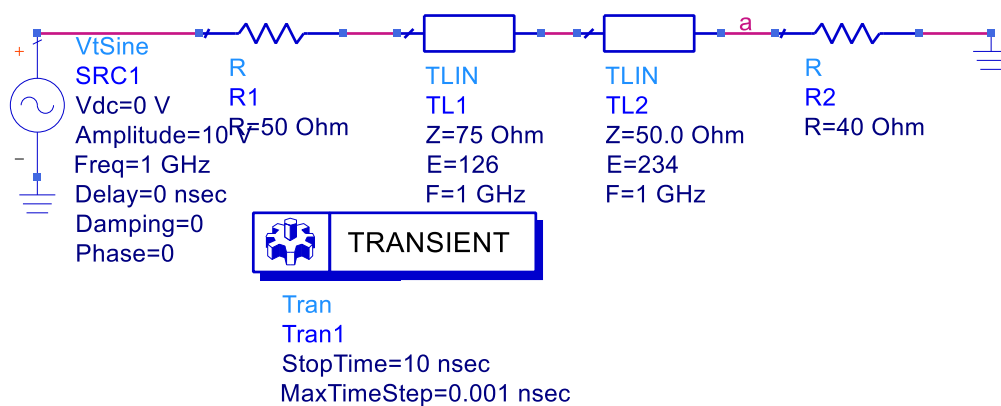 a
+
-
VtSine
SRC1
Vdc=0 V
Amplitude=10 V
Freq=1 GHz
Delay=0 nsec
Damping=0
Phase=0
R
R1
R=50 Ohm
TLIN
TL1
Z=75 Ohm
E=126
F=1 GHz
TLIN
TL2
Z=50.0 Ohm
E=234
F=1 GHz
R
R2
R=40 Ohm
TRANSIENT
Tran
Tran1
StopTime=10 nsec
MaxTimeStep=0.001 nsec